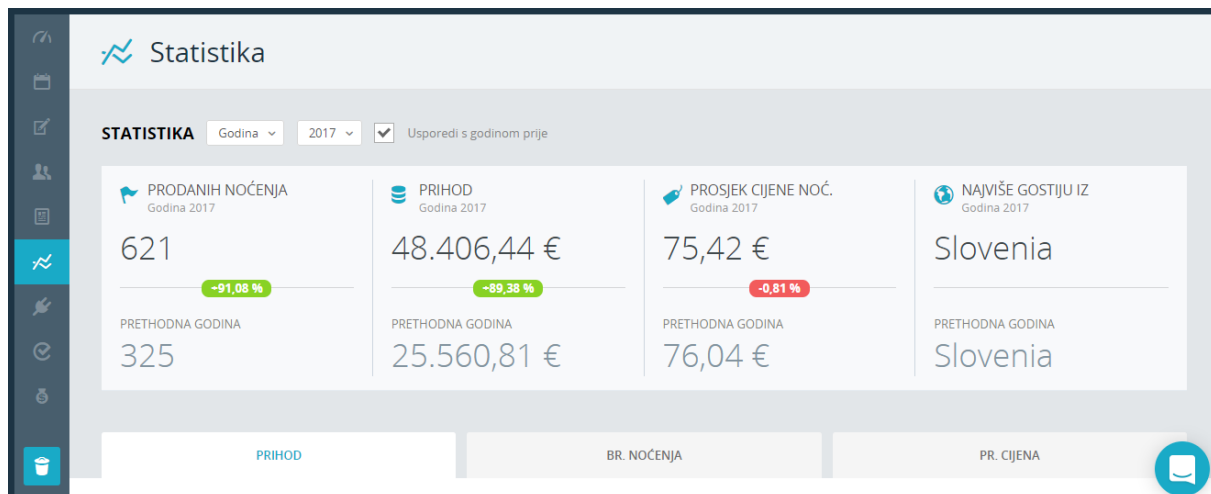 Statistika
STATISTIKA Godina 2017 Usporedi s godinom prije
PRODANIH NOĆENJA
Godina 2017
621
+91,08 %
PRETHODNA GODINA
325
PRIHOD
Godina 2017
48.406,44 €
+89,38 %
PRETHODNA GODINA
25.560,81 €
PROSJEK CIJENE NOĆ.
Godina 2017
75,42 €
-0,81 %
PRETHODNA GODINA
76,04 €
NAJVIŠE GOSTIJU IZ
Godina 2017
Slovenia
PRETHODNA GODINA
Slovenia
PRIHOD
BR. NOĆENJA
PR. CIJENA